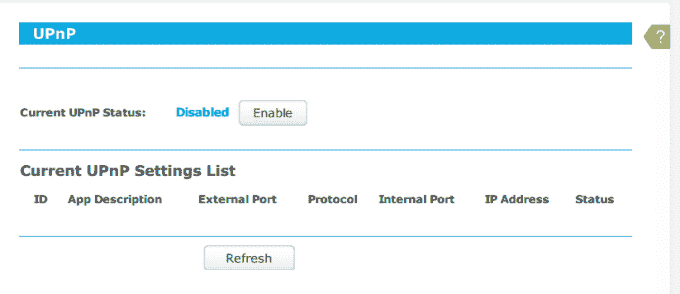 UPnP
?
Current UPnP Status: Disabled Enable
Current UPnP Settings List
ID App Description External Port Protocol Internal Port IP Address Status
Refresh